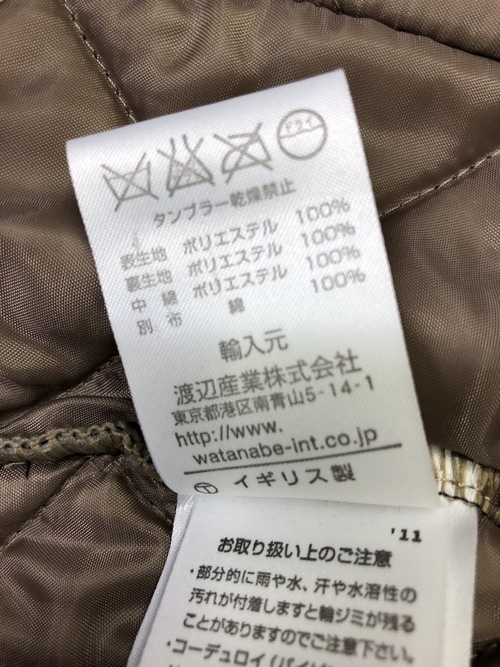 ドライ
タンブラー乾燥禁止
表生地 ポリエステル 100%
裏生地 ポリエステル 100%
中 綿 ポリエステル 100%
別 布 綿 100%
輸入元
渡辺産業株式会社
東京都港区南青山5-14-1
http://www.
watanabe-int.co.jp
イギリス製
'11
お取り扱い上のご注意
・部分的に雨や水、汗や水溶性の
汚れが付着しますと輪ジミが残る
ことがありますのでご注意下さい。
・コーデュロイ(パイ